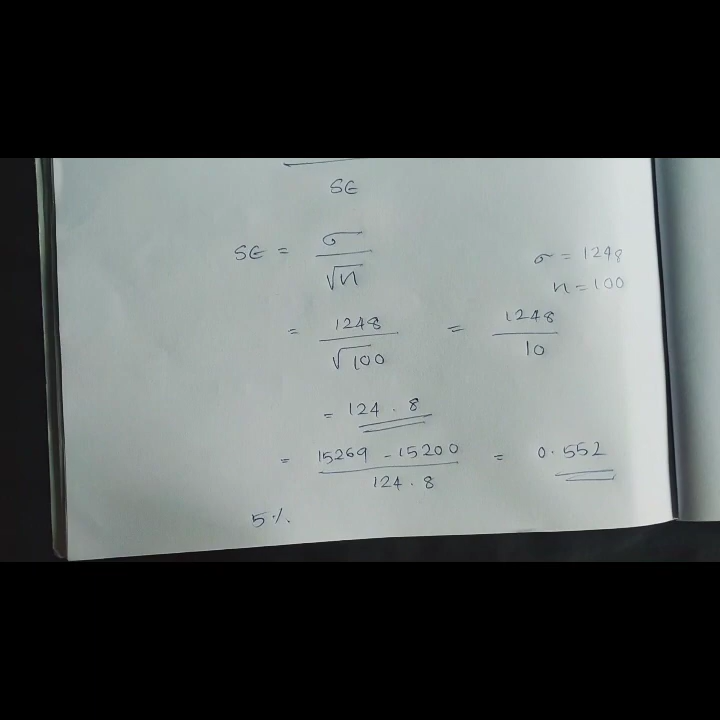 SE
SE = σ / √n
σ = 1248
n = 100
= 1248 / √100 = 1248 / 10
= 124.8
= 15269 - 15200 / 124.8 = 0.552
5%